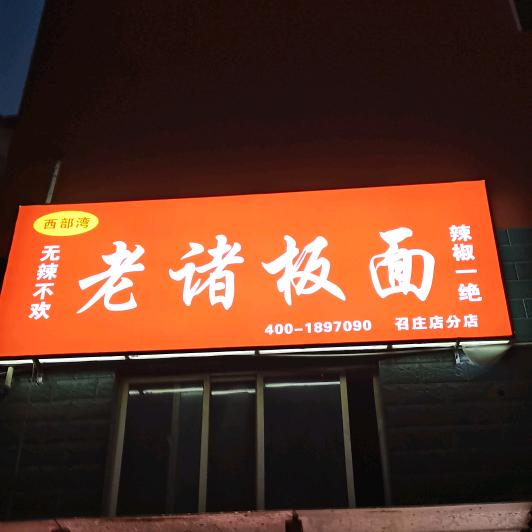 西部湾
无辣不欢
老诸板面
辣椒一绝
400-1897090 召庄店分店